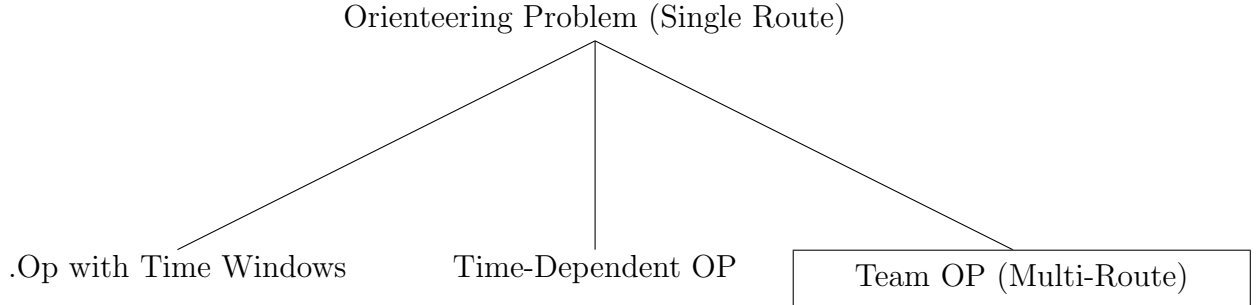 Orienteering Problem (Single Route)
.Op with Time Windows
Time-Dependent OP
Team OP (Multi-Route)